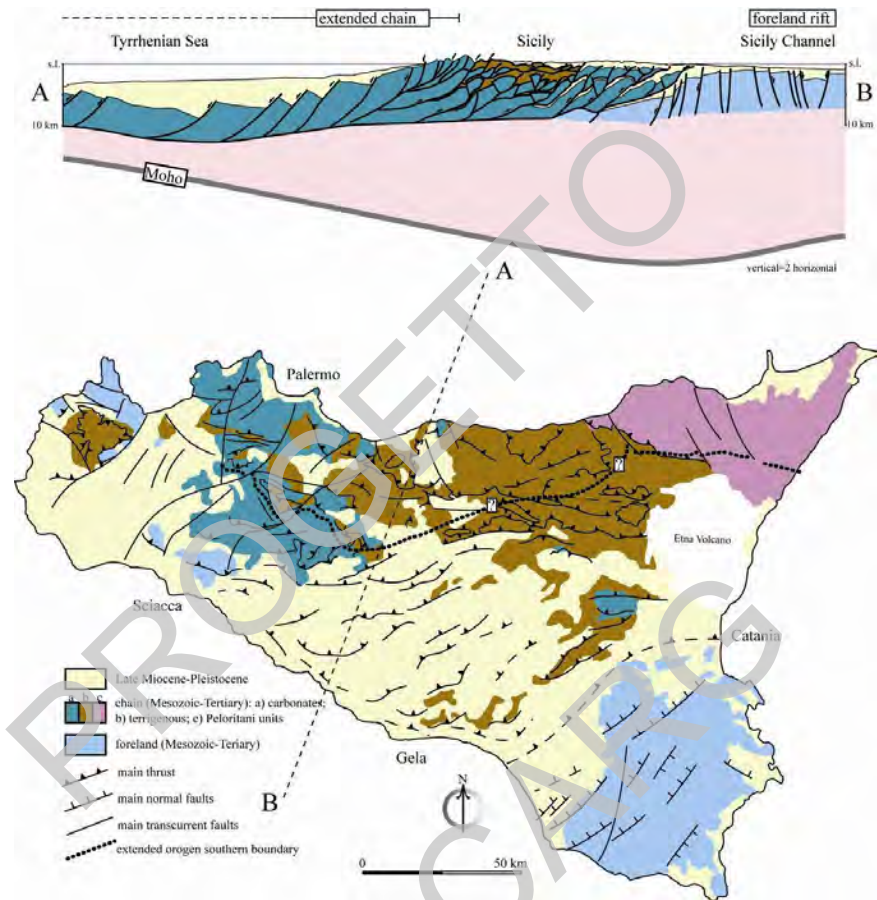 extended chain
foreland rift
Tyrrhenian Sea
Sicily
Sicily Channel
s.l.
s.l.
A
B
10 km
10 km
Moho
vertical=2 horizontal
A
Palermo
?
?
Etna Volcano
Sciacca
Catania
Late Miocene-Pleistocene
a b c
chain (Mesozoic-Tertiary): a) carbonates;
b) terrigenous; c) Peloritani units
foreland (Mesozoic-Teriary)
Gela
main thrust
B
N
main normal faults
main transcurrent faults
extended orogen southern boundary
0
50 km
PROGETTO
CARG